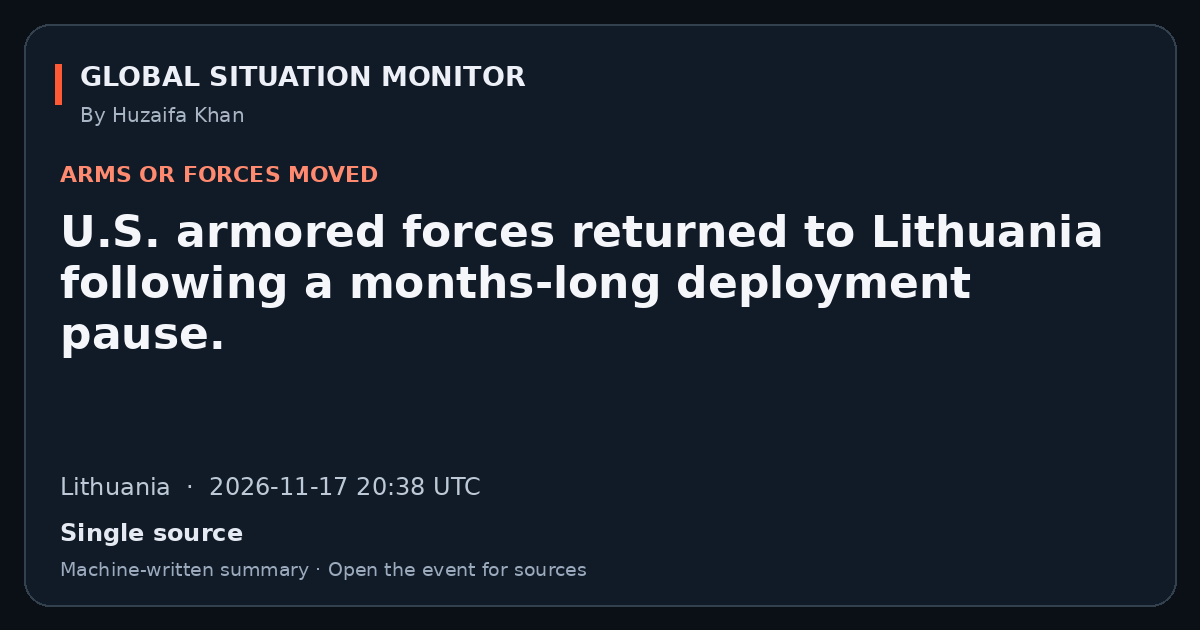 GLOBAL SITUATION MONITOR
By Huzaifa Khan
ARMS OR FORCES MOVED
U.S. armored forces returned to Lithuania
following a months-long deployment
pause.
Lithuania · 2026-11-17 20:38 UTC
Single source
Machine-written summary · Open the event for sources